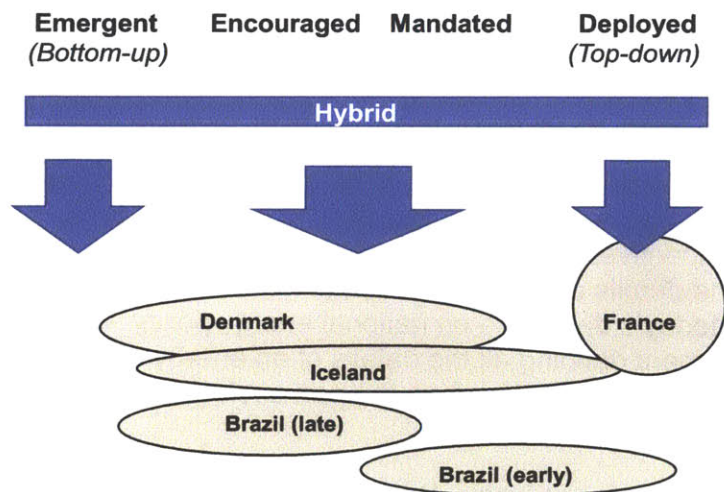 Emergent Encouraged Mandated Deployed
(Bottom-up) (Top-down)
Hybrid
Denmark
France
Iceland
Brazil (late)
Brazil (early)